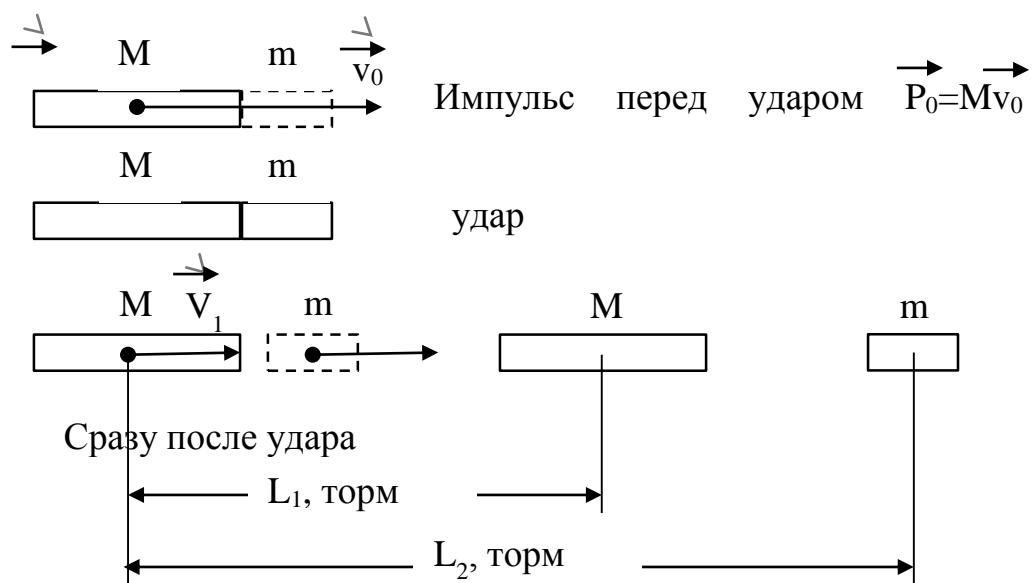 M m v₀
Импульс перед ударом P₀=Mv₀
M m
удар
M V₁ m M m
Сразу после удара
L₁, торм
L₂, торм